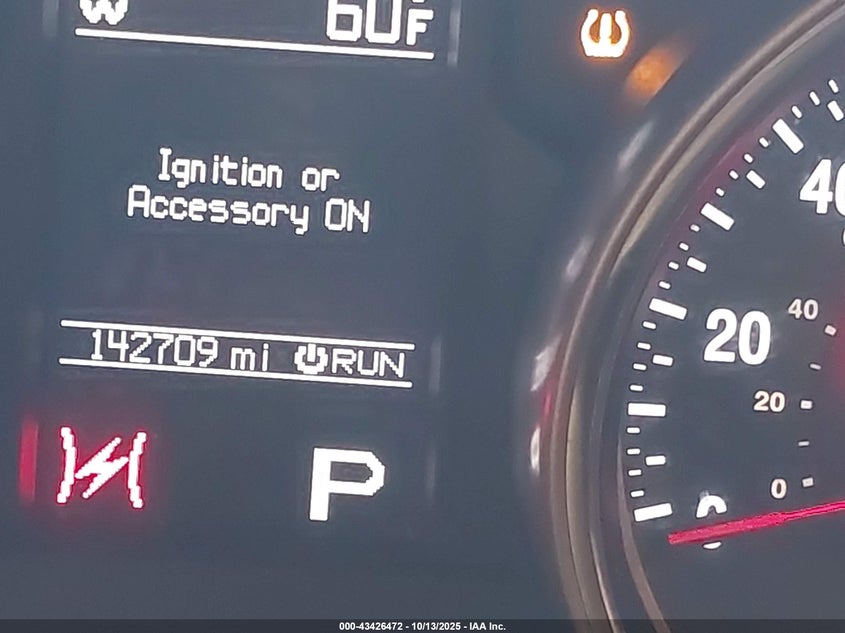 W 60F
Ignition or
Accessory ON
142709 mi RUN
P
40
20
40
20
0
0
000-43426472 - 10/13/2025 - IAA Inc.